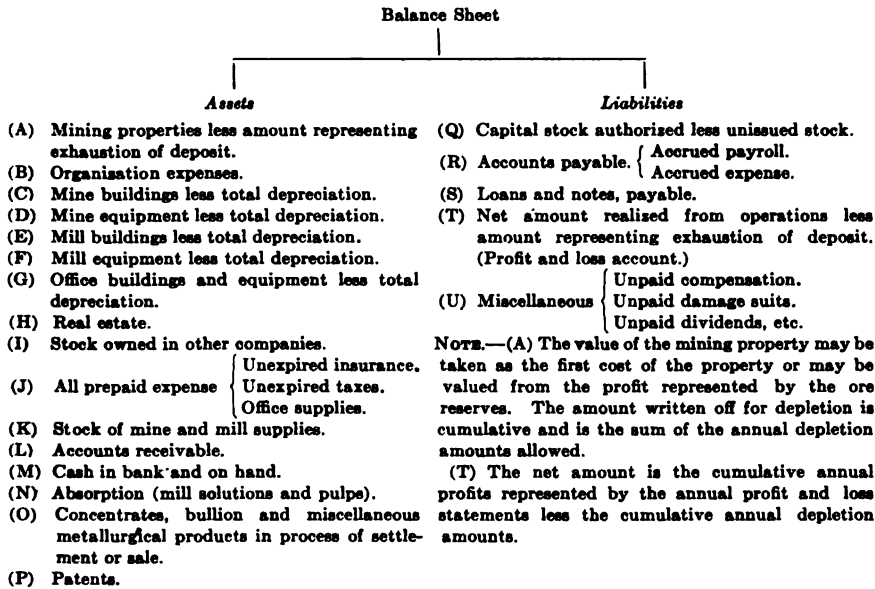 Balance Sheet
Assets
(A) Mining properties less amount representing
exhaustion of deposit.
(B) Organisation expenses.
(C) Mine buildings less total depreciation.
(D) Mine equipment less total depreciation.
(E) Mill buildings less total depreciation.
(F) Mill equipment less total depreciation.
(G) Office buildings and equipment less total
depreciation.
(H) Real estate.
(I) Stock owned in other companies.
(J) All prepaid expense { Unexpired insurance.
Unexpired taxes.
Office supplies.
(K) Stock of mine and mill supplies.
(L) Accounts receivable.
(M) Cash in bank and on hand.
(N) Absorption (mill solutions and pulps).
(O) Concentrates, bullion and miscellaneous
metallurgical products in process of settle-
ment or sale.
(P) Patents.
Liabilities
(Q) Capital stock authorized less unissued stock.
(R) Accounts payable. { Accrued payroll.
Accrued expense.
(S) Loans and notes, payable.
(T) Net amount realized from operations less
amount representing exhaustion of deposit.
(Profit and loss account.)
(U) Miscellaneous { Unpaid compensation.
Unpaid damage suits.
Unpaid dividends, etc.
NOTE.—(A) The value of the mining property may be
taken as the first cost of the property or may be
valued from the profit represented by the ore
reserves. The amount written off for depletion is
cumulative and is the sum of the annual depletion
amounts allowed.
(T) The net amount is the cumulative annual
profits represented by the annual profit and loss
statements less the cumulative annual depletion
amounts.